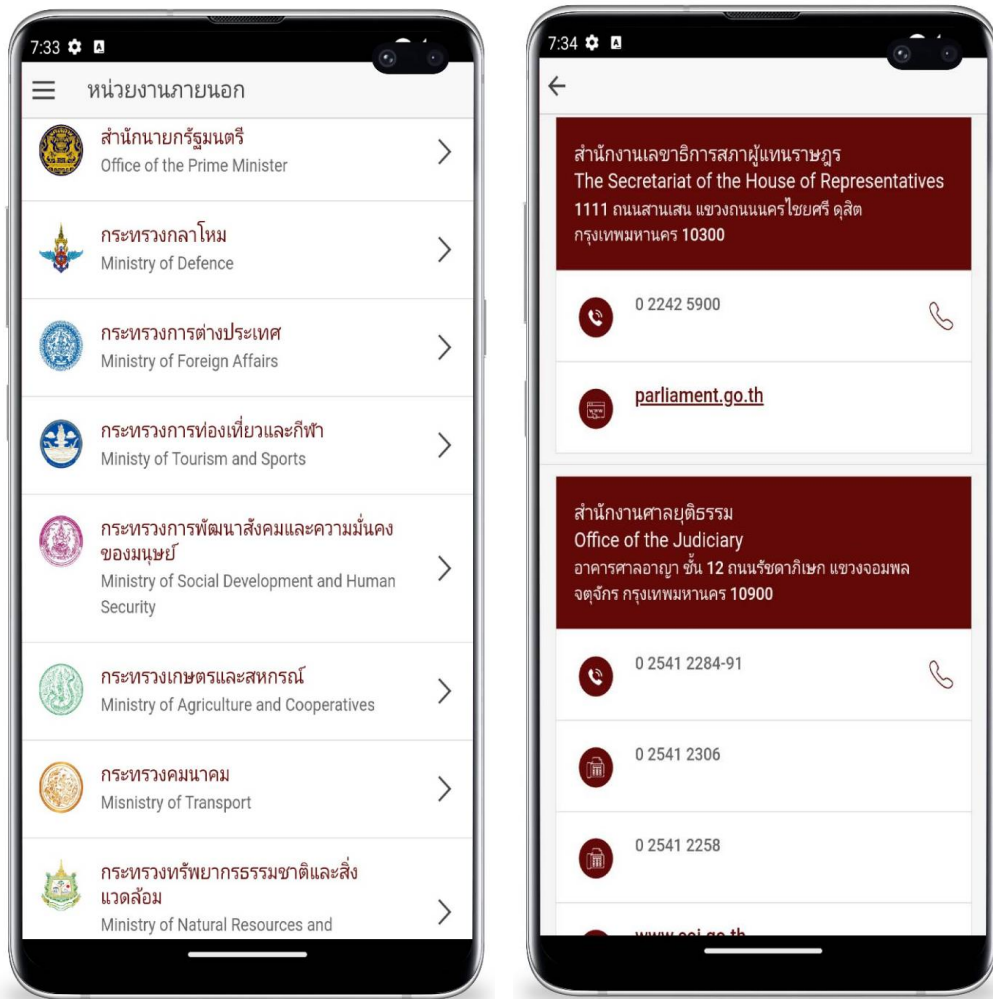 7:33
หน่วยงานภายนอก
สำนักนายกรัฐมนตรี
Office of the Prime Minister
กระทรวงกลาโหม
Ministry of Defence
กระทรวงการต่างประเทศ
Ministry of Foreign Affairs
กระทรวงการท่องเที่ยวและกีฬา
Ministy of Tourism and Sports
กระทรวงการพัฒนาสังคมและความมั่นคง
ของมนุษย์
Ministry of Social Development and Human
Security
กระทรวงเกษตรและสหกรณ์
Ministry of Agriculture and Cooperatives
กระทรวงคมนาคม
Misnistry of Transport
กระทรวงทรัพยากรธรรมชาติและสิ่ง
แวดล้อม
Ministry of Natural Resources and
7:34
สำนักงานเลขาธิการสภาผู้แทนราษฎร
The Secretariat of the House of Representatives
1111 ถนนสามเสน แขวงถนนนครไชยศรี ดุสิต
กรุงเทพมหานคร 10300
0 2242 5900
parliament.go.th
สำนักงานศาลยุติธรรม
Office of the Judiciary
อาคารศาลอาญา ชั้น 12 ถนนรัชดาภิเษก แขวงจอมพล
จตุจักร กรุงเทพมหานคร 10900
0 2541 2284-91
0 2541 2306
0 2541 2258